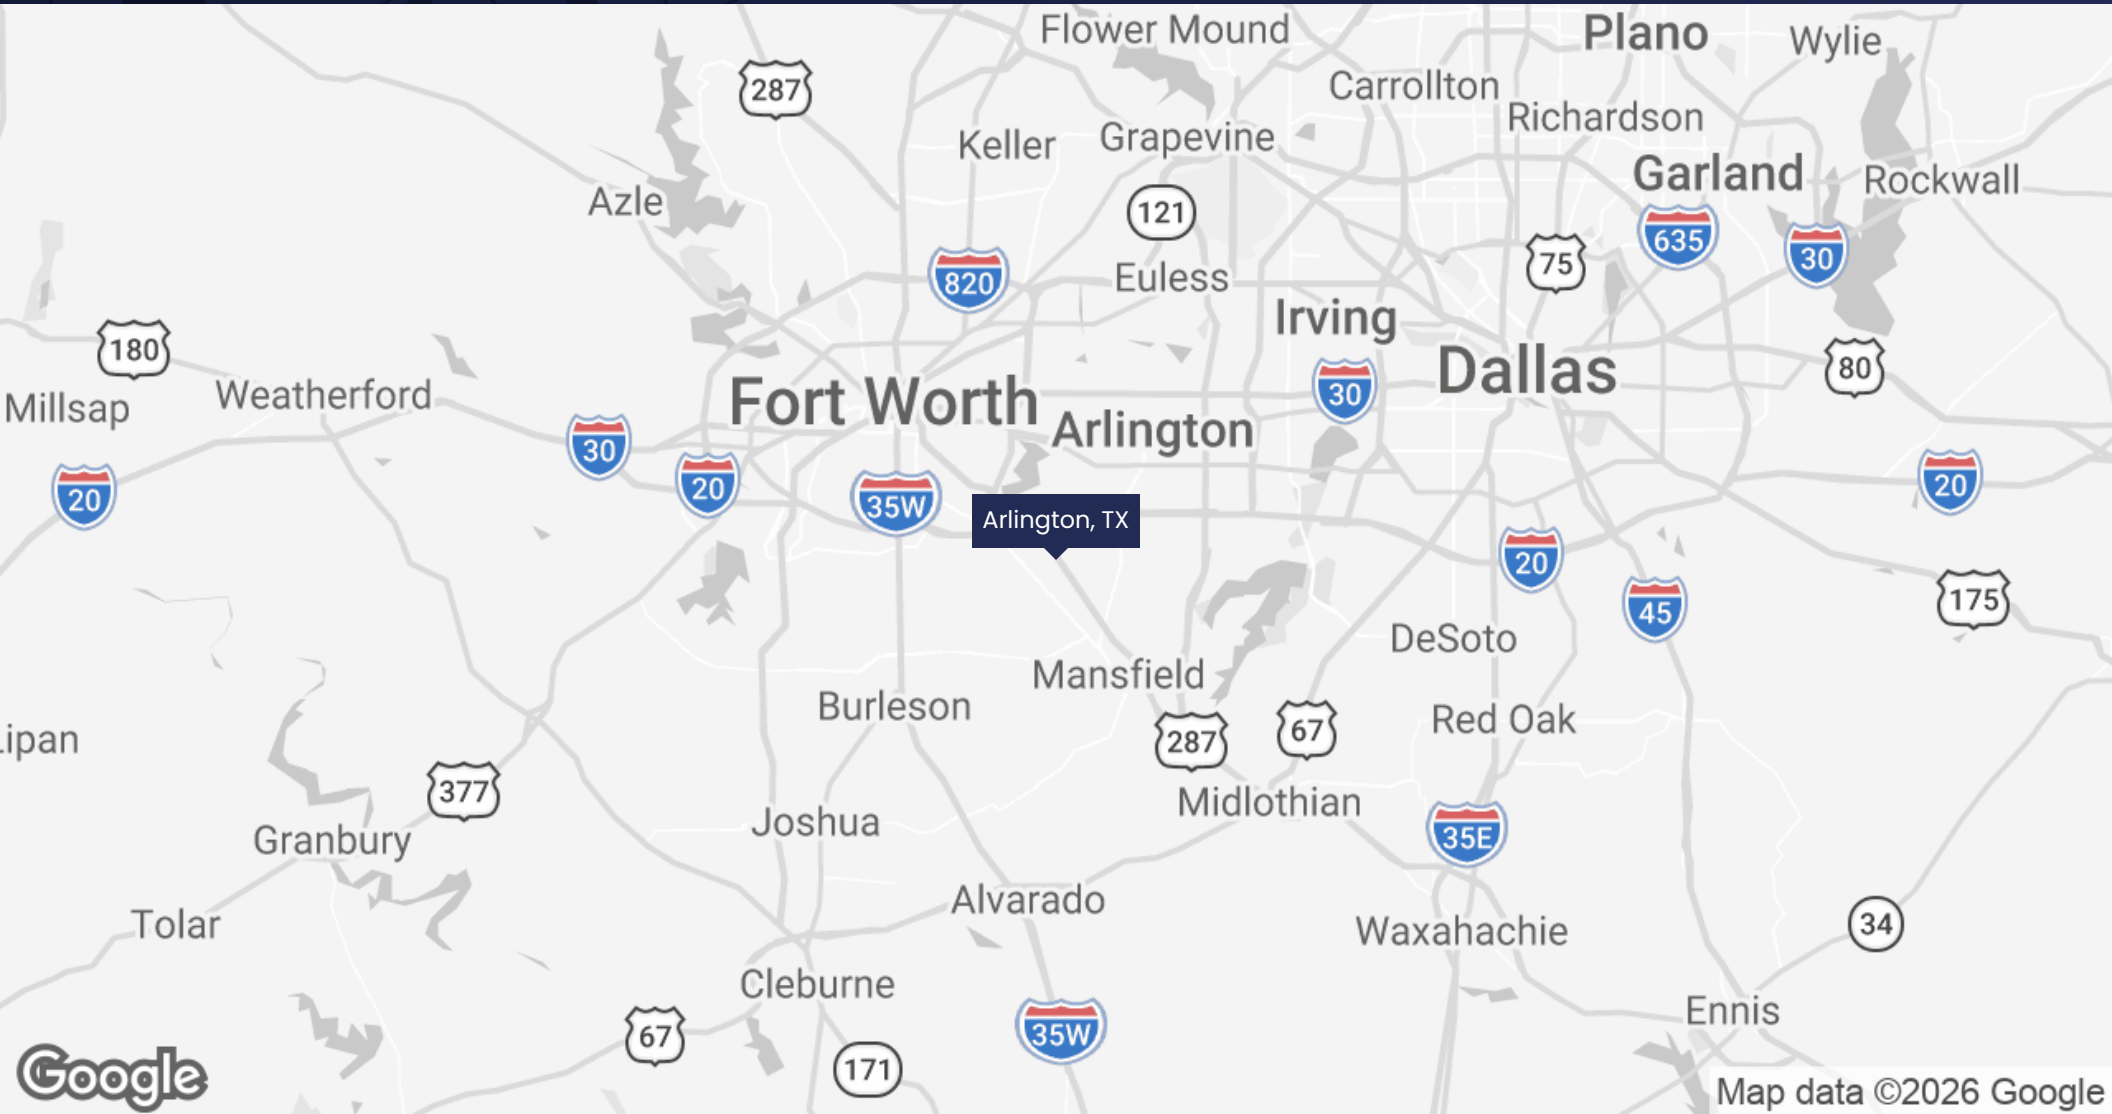 Flower Mound
Plano
Wylie
287
Carrollton
Richardson
Keller
Grapevine
Garland
Rockwall
Azle
121
635
30
75
820
Euless
Irving
180
Dallas
80
Millsap
Weatherford
Fort Worth
30
Arlington
30
20
20
35W
20
Arlington, TX
20
45
175
DeSoto
Mansfield
Burleson
Red Oak
287
67
Lipan
377
Midlothian
Joshua
35E
Granbury
Alvarado
Tolar
Waxahachie
34
Cleburne
Ennis
67
35W
171
Google
Map data ©2026 Google